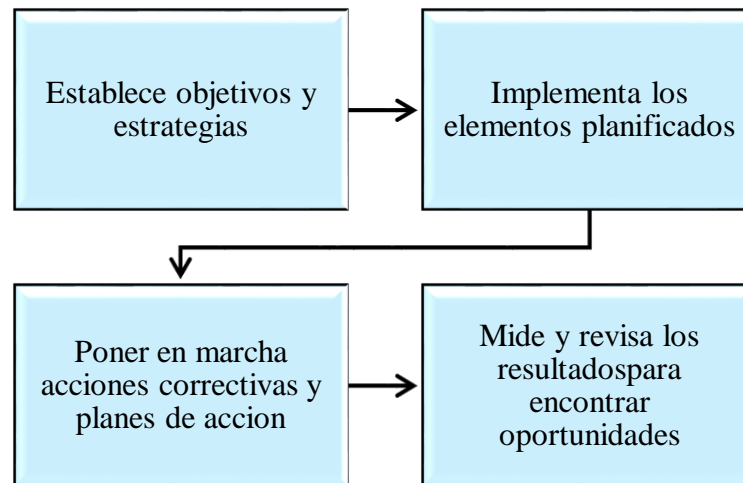 Establece objetivos y
estrategias
Implementa los
elementos planificados
Poner en marcha
acciones correctivas y
planes de accion
Mide y revisa los
resultadospara
encontrar
oportunidades